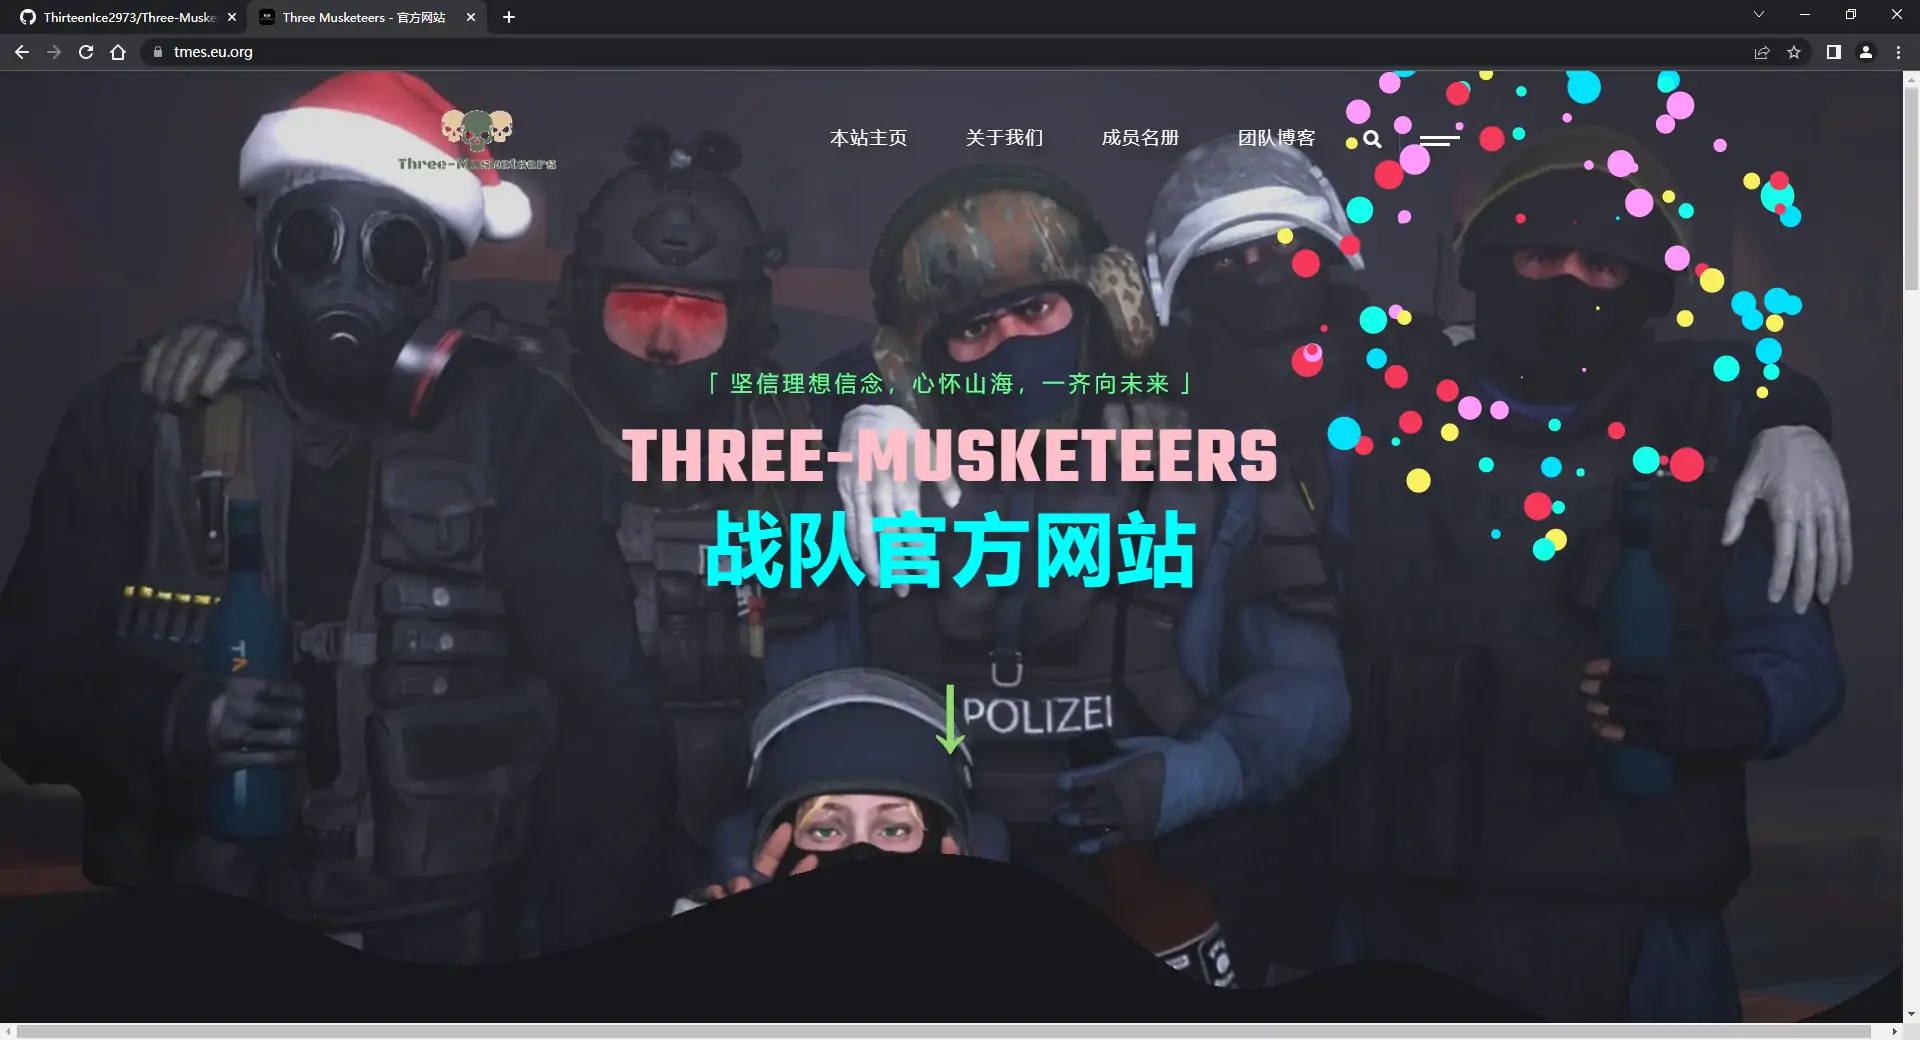 ThirteenIce2973/Three-Muske
Three Musketeers - 官方网站
tmes.eu.org
Three-Musketeers
本站主页
关于我们
成员名册
团队博客
「 坚信理想信念，心怀山海，一齐向未来 」
THREE-MUSKETEERS
战队官方网站
POLIZEI